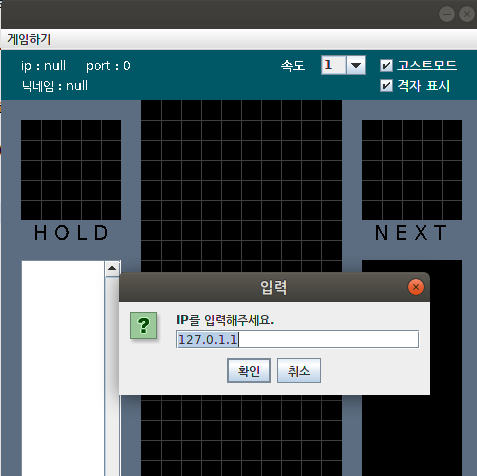 게임하기
ip : null port : 0 속도 1 고스트모드
닉네임 : null 격자 표시
HOLD NEXT
입력
IP를 입력해주세요.
127.0.1.1
확인 취소